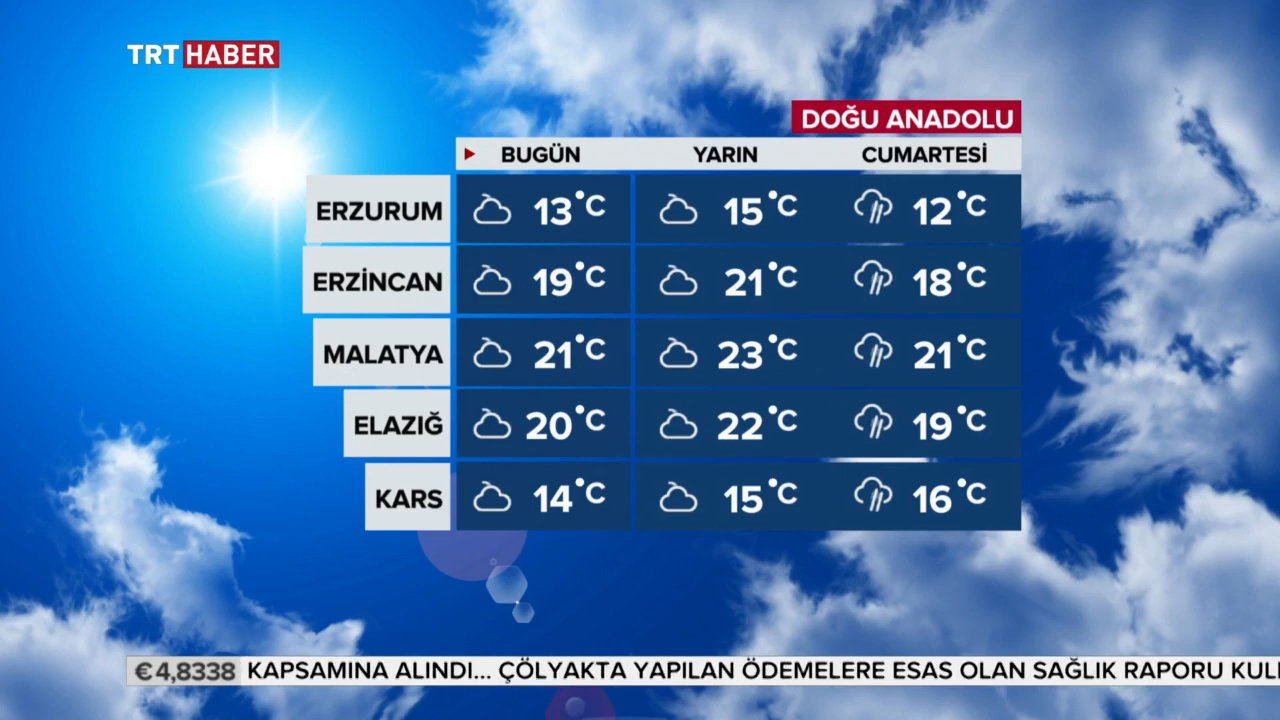 TRT HABER
DOĞU ANADOLU
BUGÜN YARIN CUMARTESİ
ERZURUM 13°C 15°C 12°C
ERZİNCAN 19°C 21°C 18°C
MALATYA 21°C 23°C 21°C
ELAZIĞ 20°C 22°C 19°C
KARS 14°C 15°C 16°C
€4,8338 KAPSAMINA ALINDI... ÇÖLYAKTA YAPILAN ÖDEMELERE ESAS OLAN SAĞLIK RAPORU KULL